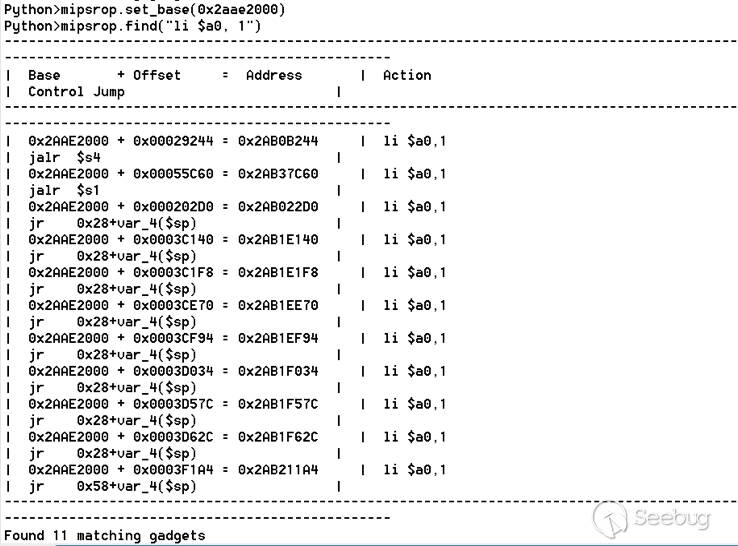 Python>mipsrop.set_base(0x2aae2000)
Python>mipsrop.find("li $a0, 1")
----------------------------------------------------------------------------------------
-----------------------------------------------
| Base + Offset = Address | Action
| Control Jump |
----------------------------------------------------------------------------------------
-----------------------------------------------
| 0x2AAE2000 + 0x00029244 = 0x2AB0B244 | li $a0,1
| jalr $s4 |
| 0x2AAE2000 + 0x00055C60 = 0x2AB37C60 | li $a0,1
| jalr $s1 |
| 0x2AAE2000 + 0x000202D0 = 0x2AB022D0 | li $a0,1
| jr 0x28+var_4($sp) |
| 0x2AAE2000 + 0x0003C140 = 0x2AB1E140 | li $a0,1
| jr 0x28+var_4($sp) |
| 0x2AAE2000 + 0x0003C1F8 = 0x2AB1E1F8 | li $a0,1
| jr 0x28+var_4($sp) |
| 0x2AAE2000 + 0x0003CE70 = 0x2AB1EE70 | li $a0,1
| jr 0x28+var_4($sp) |
| 0x2AAE2000 + 0x0003CF94 = 0x2AB1EF94 | li $a0,1
| jr 0x28+var_4($sp) |
| 0x2AAE2000 + 0x0003D034 = 0x2AB1F034 | li $a0,1
| jr 0x28+var_4($sp) |
| 0x2AAE2000 + 0x0003D57C = 0x2AB1F57C | li $a0,1
| jr 0x28+var_4($sp) |
| 0x2AAE2000 + 0x0003D62C = 0x2AB1F62C | li $a0,1
| jr 0x28+var_4($sp) |
| 0x2AAE2000 + 0x0003F1A4 = 0x2AB211A4 | li $a0,1
| jr 0x58+var_4($sp) |
----------------------------------------------------------------------------------------
-----------------------------------------------
Found 11 matching gadgets
Seebug